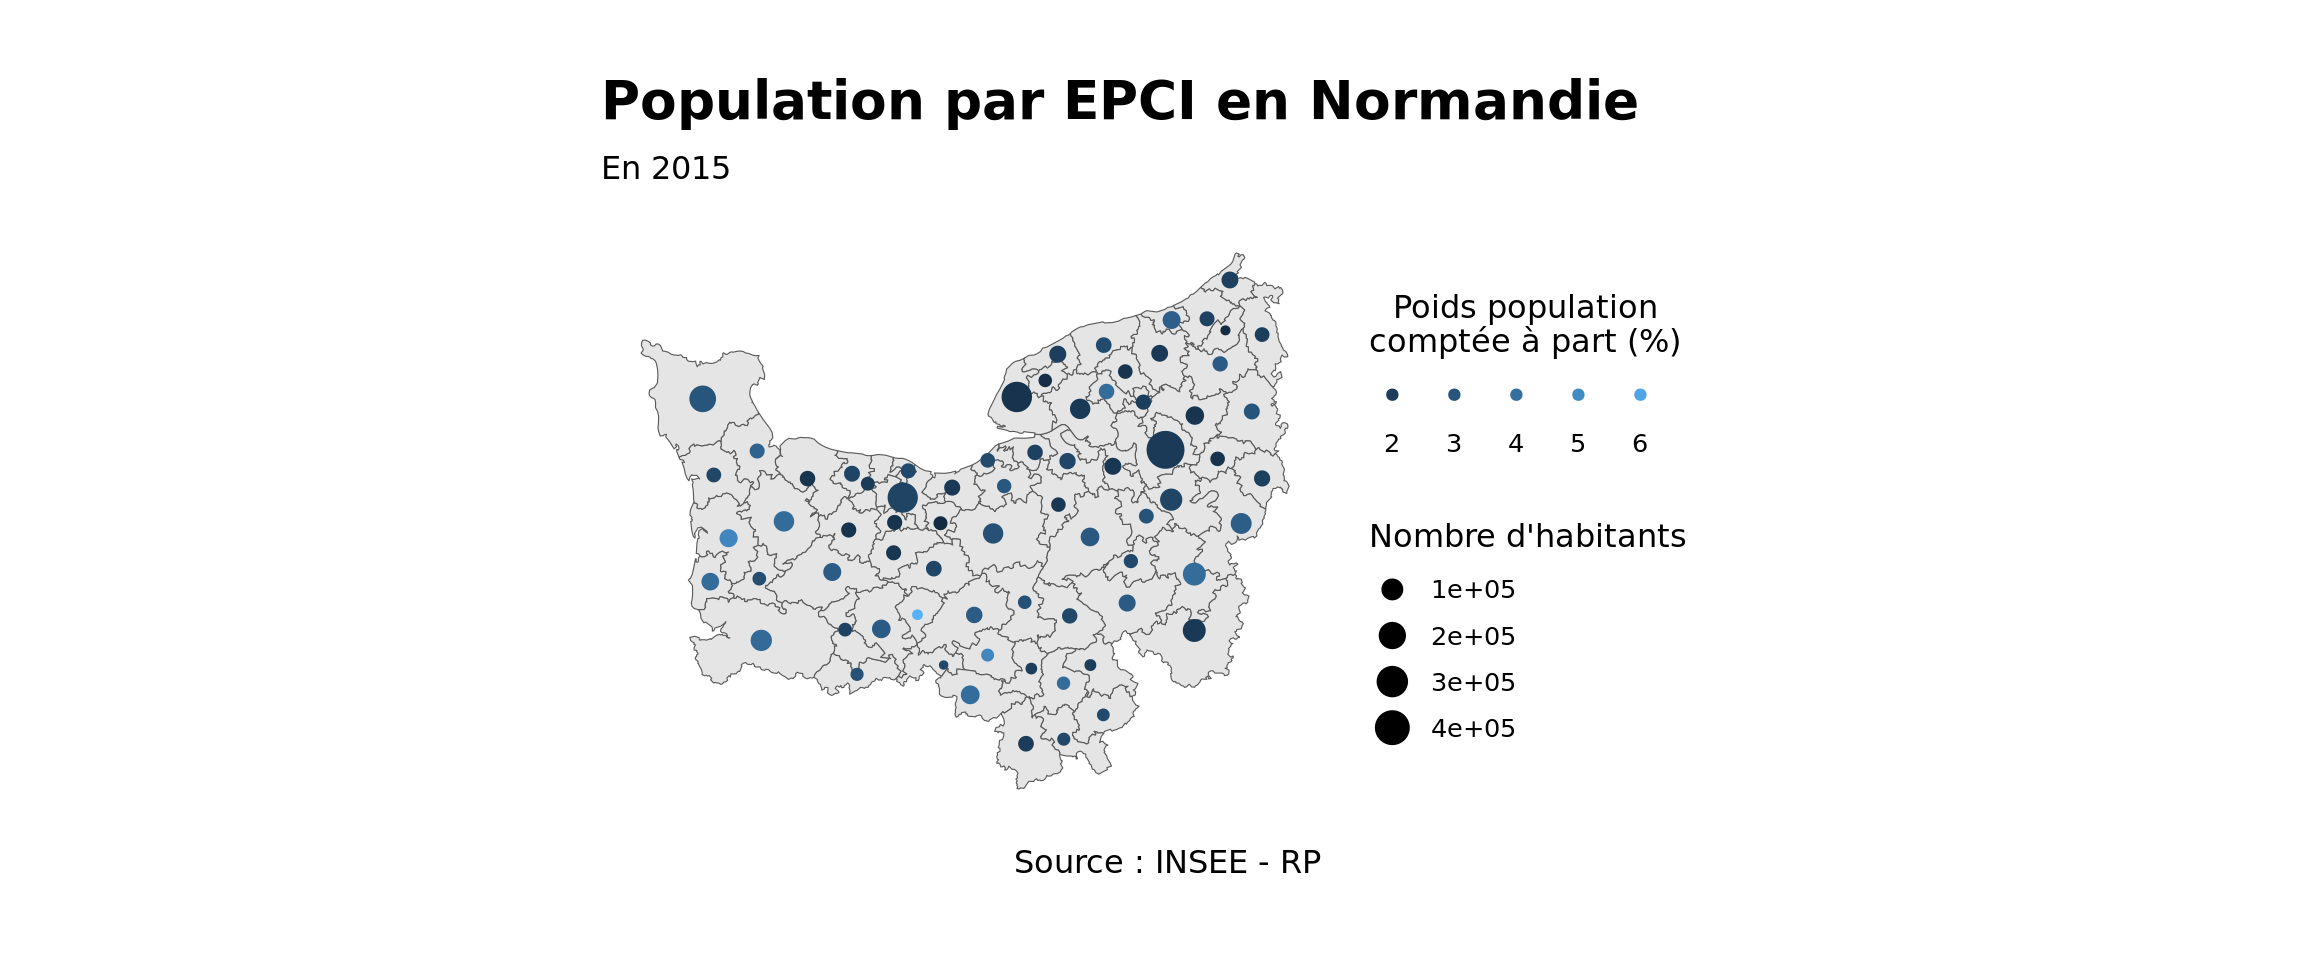 Population par EPCI en Normandie
En 2015
Poids population
comptée à part (%)
2 3 4 5 6
Nombre d'habitants
1e+05
2e+05
3e+05
4e+05
Source : INSEE - RP